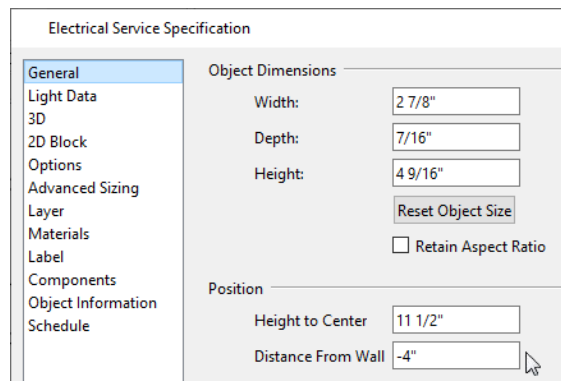 Electrical Service Specification
General
Light Data
3D
2D Block
Options
Advanced Sizing
Layer
Materials
Label
Components
Object Information
Schedule
Object Dimensions
Width: 2 7/8"
Depth: 7/16"
Height: 4 9/16"
Reset Object Size
Retain Aspect Ratio
Position
Height to Center 11 1/2"
Distance From Wall -4"